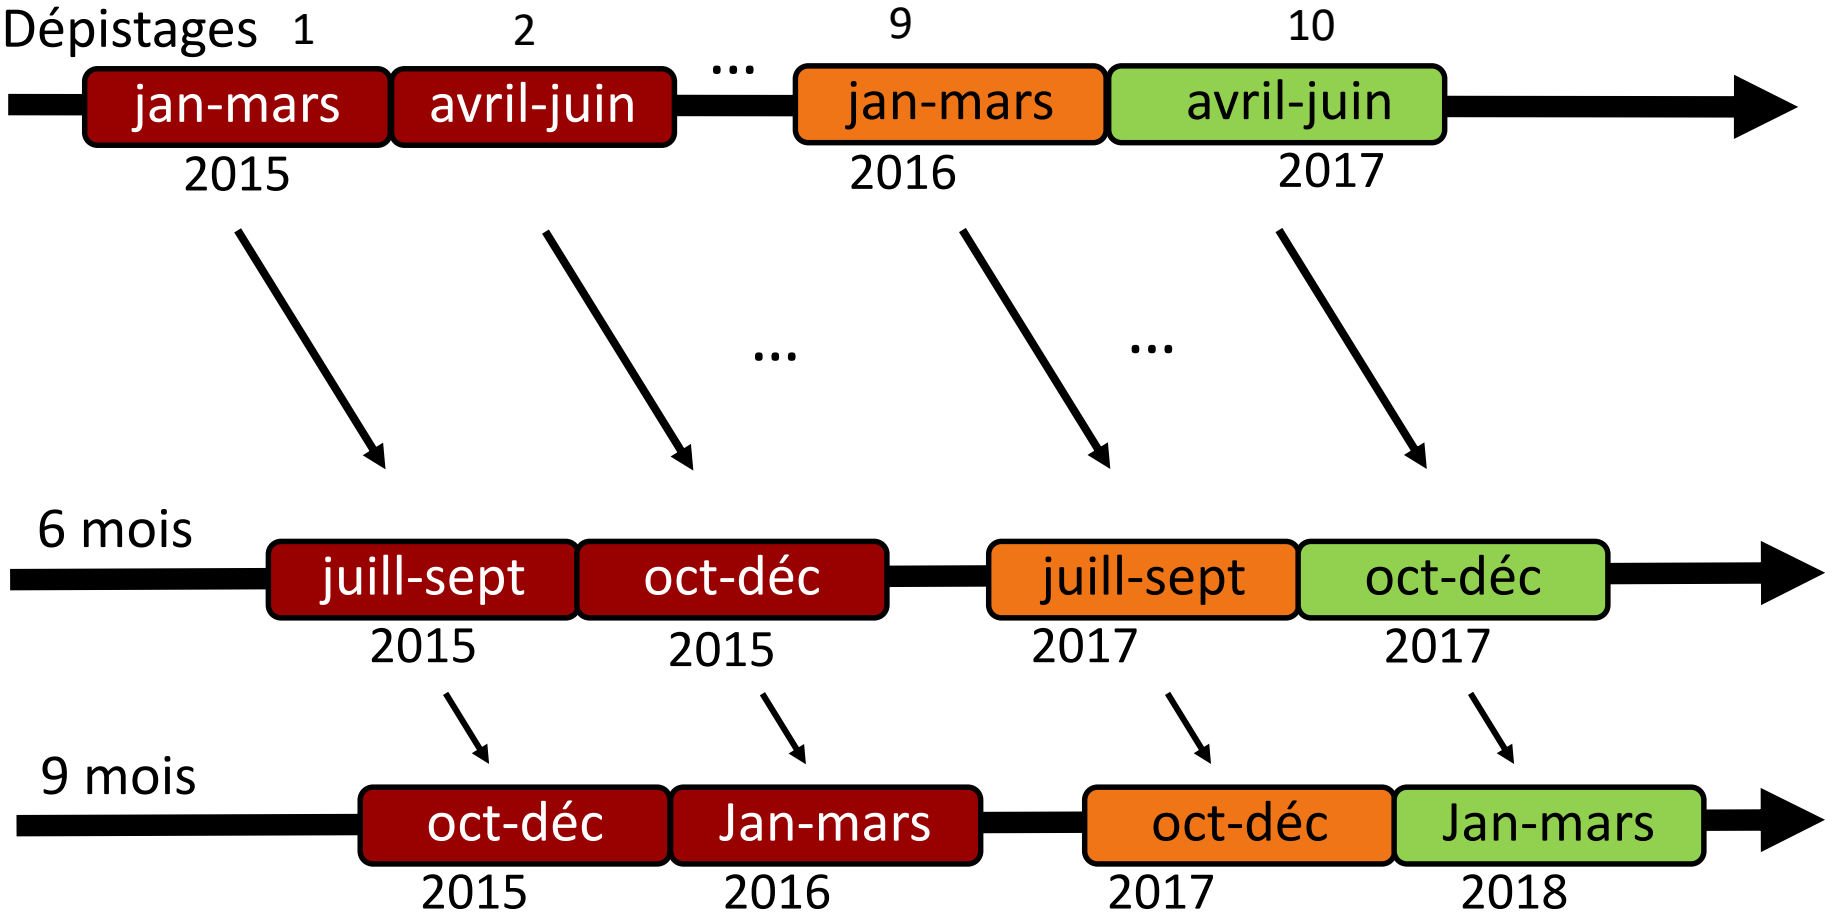 Dépistages 1 2 ... 9 10
jan-mars avril-juin jan-mars avril-juin
2015 2016 2017
... ...
6 mois
juill-sept oct-déc juill-sept oct-déc
2015 2015 2017 2017
9 mois
oct-déc Jan-mars oct-déc Jan-mars
2015 2016 2017 2018